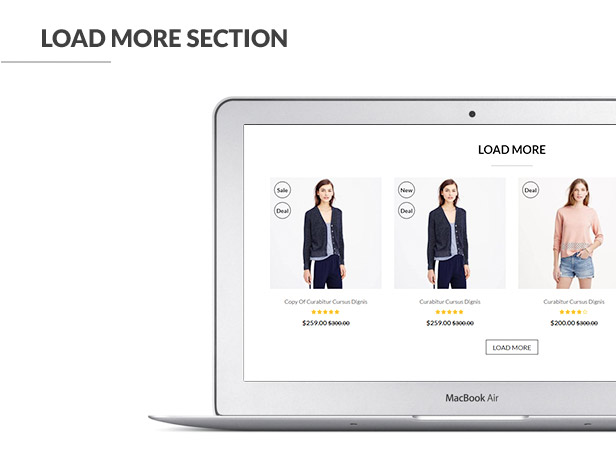 LOAD MORE SECTION
LOAD MORE
Sale
Deal
New
Deal
Deal
Copy Of Curabitur Cursus Dignis
Curabitur Cursus Dignis
Curabitur Cursus Dignis
$259.00 $300.00
$259.00 $300.00
$200.00 $300.00
LOAD MORE
MacBook Air